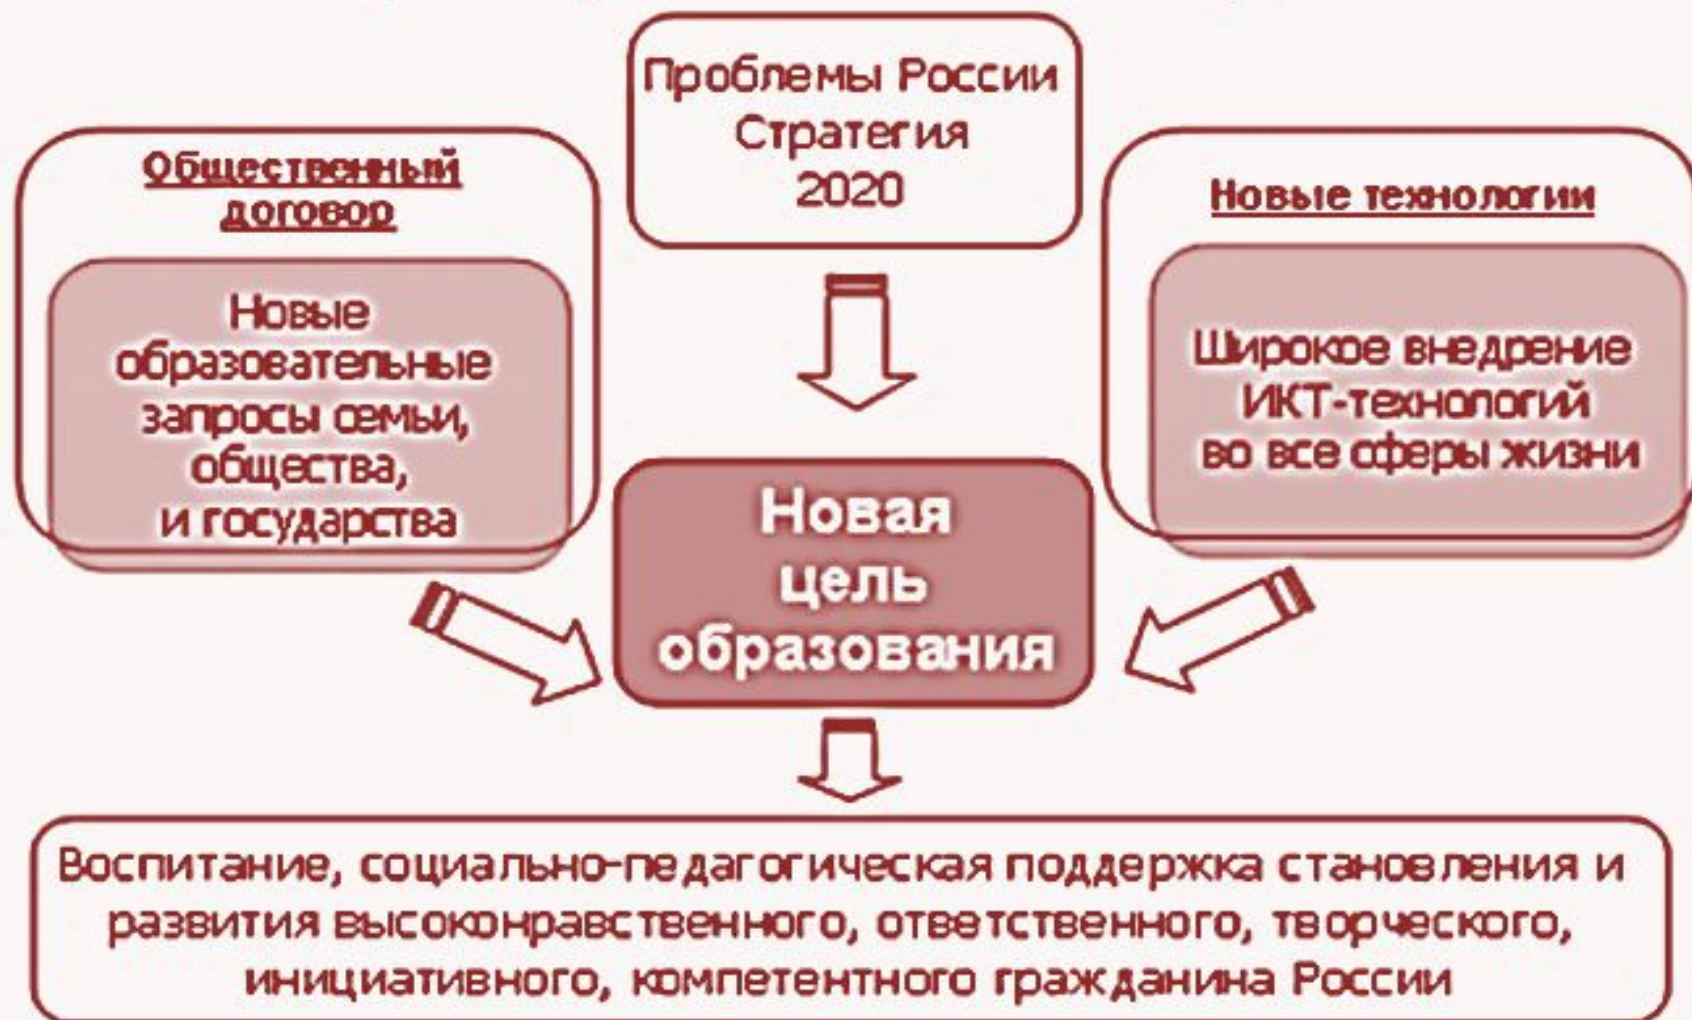 Проблемы России
Стратегия
2020
Общественный
договор
Новые
образовательные
запросы семьи,
общества,
и государства
Новые технологии
Широкое внедрение
ИКТ-технологий
во все сферы жизни
Новая
цель
образования
Воспитание, социально-педагогическая поддержка становления и
развития высоконравственного, ответственного, творческого,
инициативного, компетентного гражданина России